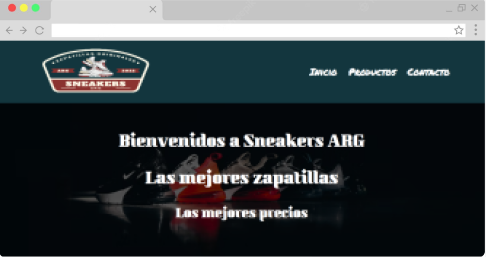 ZAPATILLAS ORIGINALES
ARG
SNEAKERS
Inicio Productos Contacto
Bienvenidos a Sneakers ARG
Las mejores zapatillas
Los mejores precios